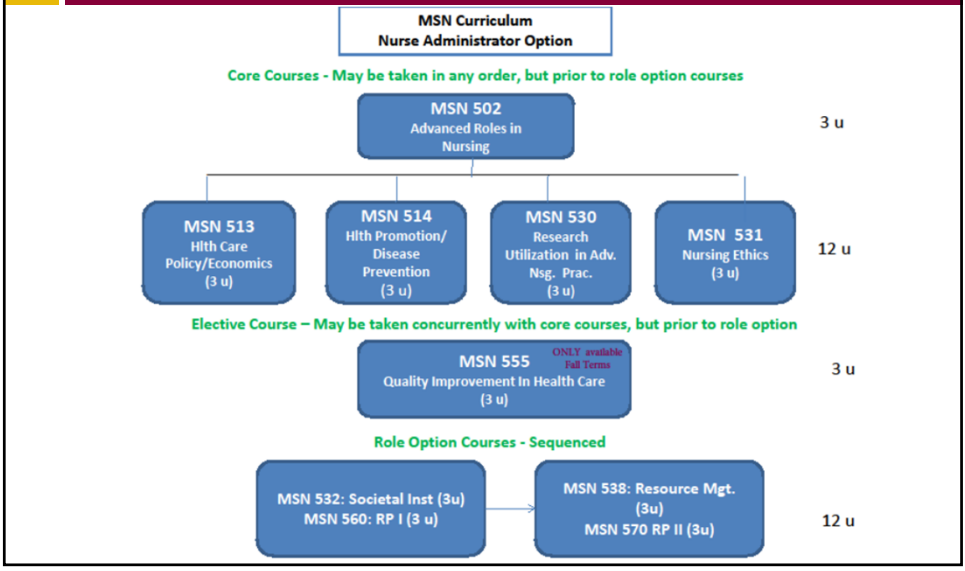 MSN Curriculum
Nurse Administrator Option
Core Courses - May be taken in any order, but prior to role option courses
MSN 502
Advanced Roles in
Nursing
3 u
MSN 513
Hlth Care
Policy/Economics
(3 u)
MSN 514
Hlth Promotion/
Disease
Prevention
(3 u)
MSN 530
Research
Utilization in Adv.
Nsg. Prac.
(3 u)
MSN 531
Nursing Ethics
(3 u)
12 u
Elective Course – May be taken concurrently with core courses, but prior to role option
MSN 555
ONLY available
Fall Terms
Quality Improvement In Health Care
(3 u)
3 u
Role Option Courses - Sequenced
MSN 532: Societal Inst (3u)
MSN 560: RP I (3 u)
MSN 538: Resource Mgt.
(3u)
MSN 570 RP II (3u)
12 u